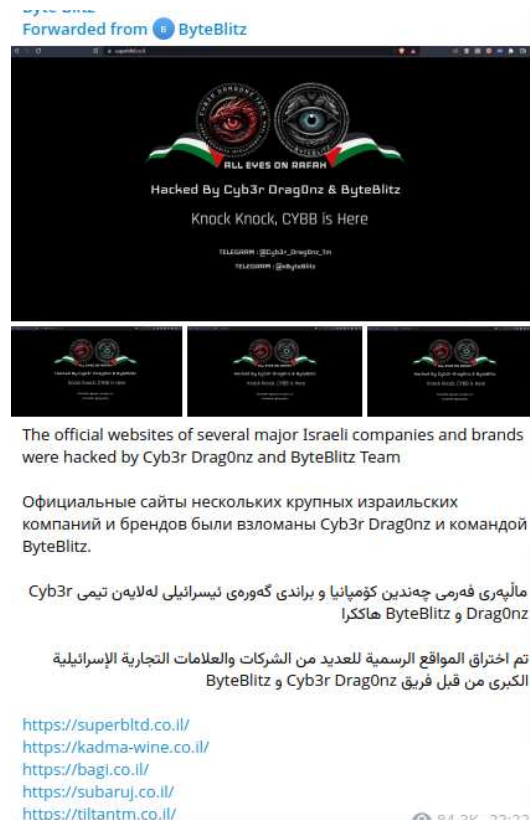 Forwarded from ByteBlitz
ALL EYES ON RAFAH
Hacked By Cyb3r Drag0nz & ByteBlitz
Knock Knock, CYBB is Here
TELEGRAM : @Cyb3r_Drag0nz_Tm
The official websites of several major Israeli companies and brands
were hacked by Cyb3r Drag0nz and ByteBlitz Team
Официальные сайты нескольких крупных израильских
компаний и брендов были взломаны Cyb3r Drag0nz и командой
ByteBlitz.
ماڵپەری فەرمی چەندین کۆمپانیا و براندی گەورەی ئیسرائیلی لەلایەن تیمی Cyb3r
Drag0nz و ByteBlitz هاککرا
تم اختراق المواقع الرسمية للعديد من الشركات والعلامات التجارية الإسرائيلية
الكبرى من قبل فريق Cyb3r Drag0nz و ByteBlitz
https://superbltd.co.il/
https://kadma-wine.co.il/
https://bagi.co.il/
https://subaruj.co.il/
https://tiltantm.co.il/